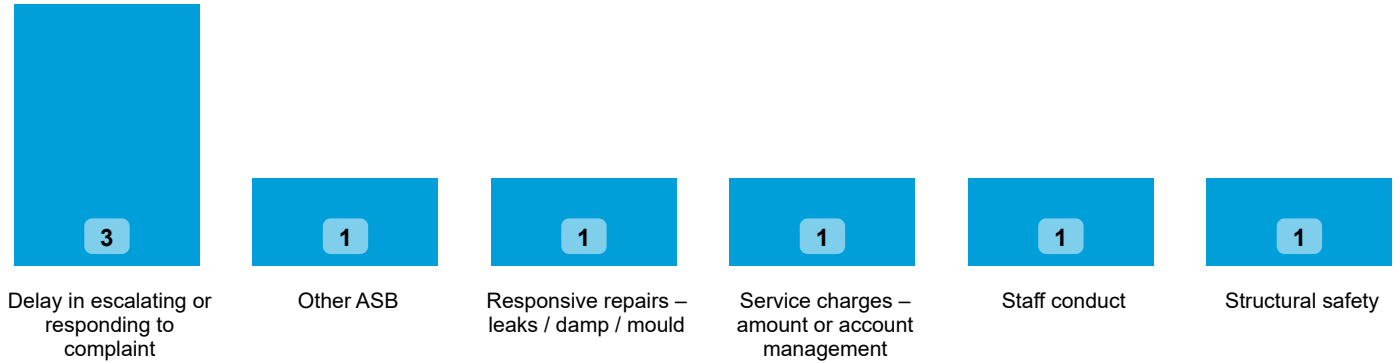 3
1
1
1
1
1
Delay in escalating or
responding to
complaint
Other ASB
Responsive repairs –
leaks / damp / mould
Service charges –
amount or account
management
Staff conduct
Structural safety